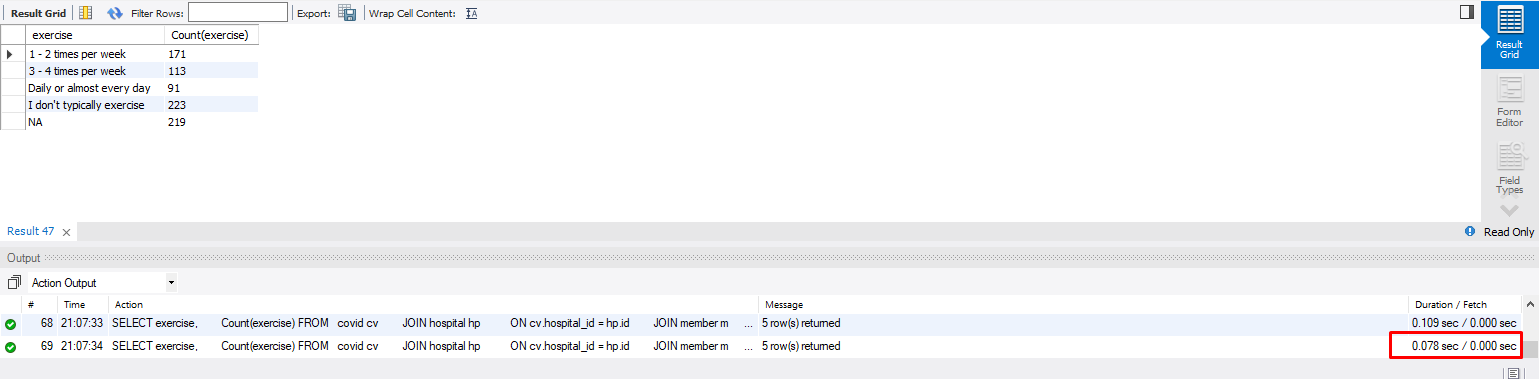 Result Grid Filter Rows: Export: Wrap Cell Content: IA
exercise Count(exercise)
1 - 2 times per week 171
3 - 4 times per week 113
Daily or almost every day 91
I don't typically exercise 223
NA 219
Result
Grid
Form
Editor
Field
Types
Result 47 Read Only
Output
Action Output
# Time Action Message Duration / Fetch
68 21:07:33 SELECT exercise, Count(exercise) FROM covid cv JOIN hospital hp ON cv.hospital_id = hp.id JOIN member m ... 5 row(s) returned 0.109 sec / 0.000 sec
69 21:07:34 SELECT exercise, Count(exercise) FROM covid cv JOIN hospital hp ON cv.hospital_id = hp.id JOIN member m ... 5 row(s) returned 0.078 sec / 0.000 sec